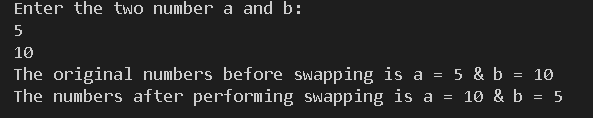 Enter the two number a and b:
5
10
The original numbers before swapping is a = 5 & b = 10
The numbers after performing swapping is a = 10 & b = 5